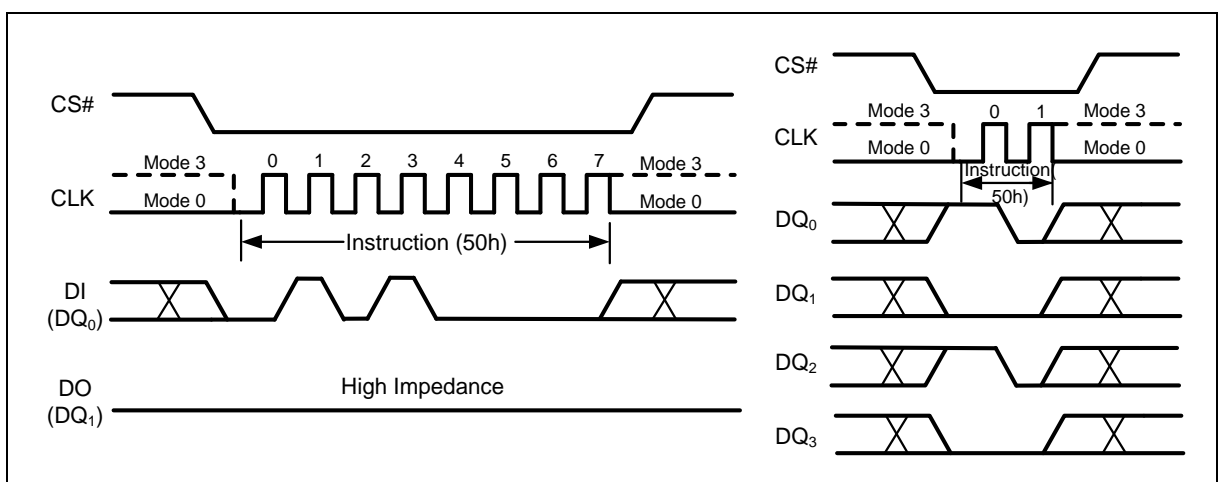 CS#
Mode 3 0 1 2 3 4 5 6 7 Mode 3
CLK Mode 0 Mode 0
Instruction (50h)
DI
(DQ0)
High Impedance
DO
(DQ1)
CS#
Mode 3 0 1 Mode 3
CLK
Mode 0 Mode 0
Instruction(
50h)
DQ0
DQ1
DQ2
DQ3